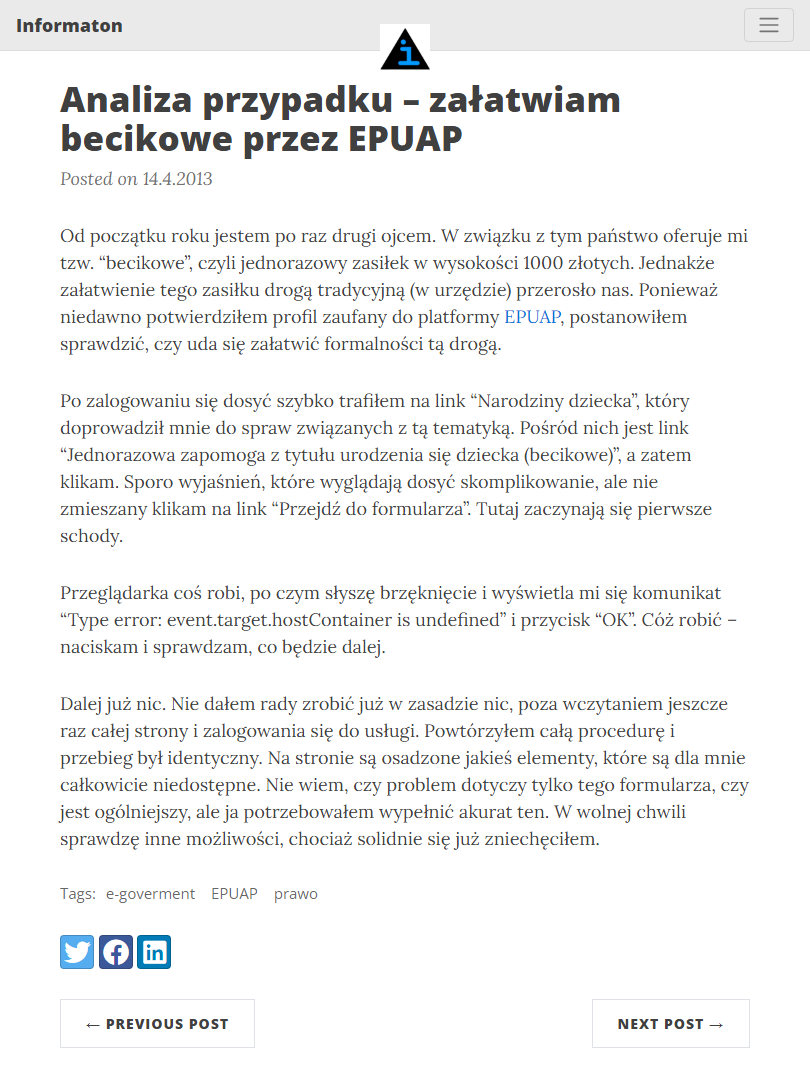 Informaton
i
Analiza przypadku – załatwiam
becikowe przez EPUAP
Posted on 14.4.2013
Od początku roku jestem po raz drugi ojcem. W związku z tym państwo oferuje mi
tzw. “becikowe”, czyli jednorazowy zasiłek w wysokości 1000 złotych. Jednakże
załatwienie tego zasiłku drogą tradycyjną (w urzędzie) przerosło nas. Ponieważ
niedawno potwierdziłem profil zaufany do platformy EPUAP, postanowiłem
sprawdzić, czy uda się załatwić formalności tą drogą.
Po zalogowaniu się dosyć szybko trafiłem na link “Narodziny dziecka”, który
doprowadził mnie do spraw związanych z tą tematyką. Pośród nich jest link
“Jednorazowa zapomoga z tytułu urodzenia się dziecka (becikowe)”, a zatem
klikam. Sporo wyjaśnień, które wyglądają dosyć skomplikowanie, ale nie
zmieszany klikam na link “Przejdź do formularza”. Tutaj zaczynają się pierwsze
schody.
Przeglądarka coś robi, po czym słyszę brzęknięcie i wyświetla mi się komunikat
“Type error: event.target.hostContainer is undefined” i przycisk “OK”. Cóż robić –
naciskam i sprawdzam, co będzie dalej.
Dalej już nic. Nie dałem rady zrobić już w zasadzie nic, poza wczytaniem jeszcze
raz całej strony i zalogowania się do usługi. Powtórzyłem całą procedurę i
przebieg był identyczny. Na stronie są osadzone jakieś elementy, które są dla mnie
całkowicie niedostępne. Nie wiem, czy problem dotyczy tylko tego formularza, czy
jest ogólniejszy, ale ja potrzebowałem wypełnić akurat ten. W wolnej chwili
sprawdzę inne możliwości, chociaż solidnie się już zniechęciłem.
Tags: e-goverment EPUAP prawo
← PREVIOUS POST
NEXT POST →